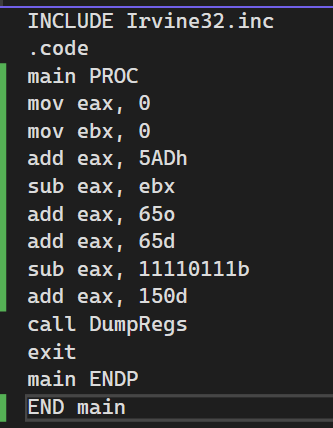 INCLUDE Irvine32.inc
.code
main PROC
mov eax, 0
mov ebx, 0
add eax, 5ADh
sub eax, ebx
add eax, 65o
add eax, 65d
sub eax, 11110111b
add eax, 150d
call DumpRegs
exit
main ENDP
END main